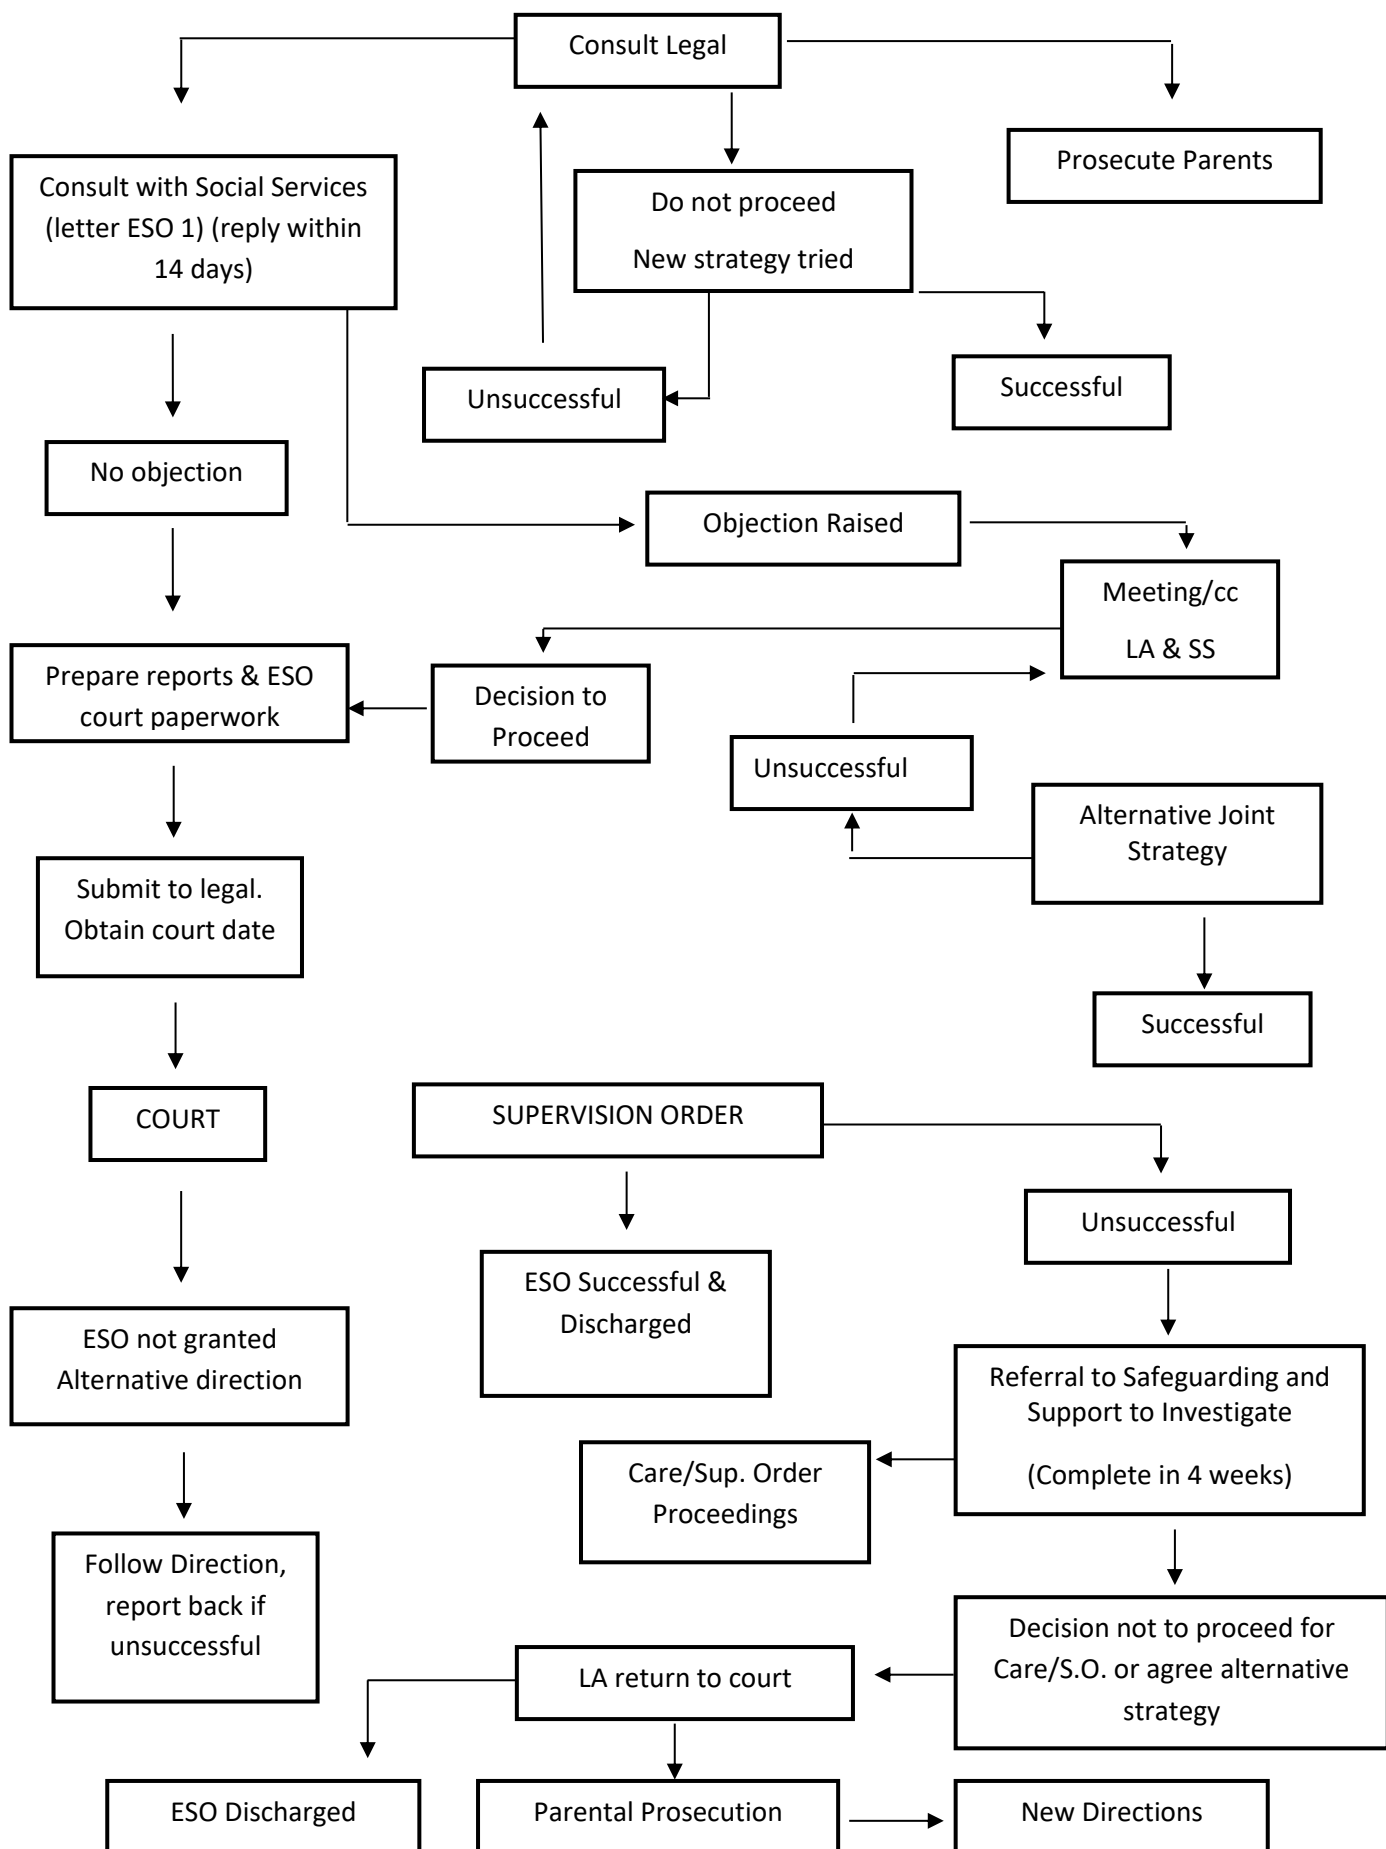 Consult Legal
Prosecute Parents
Consult with Social Services
(letter ESO 1) (reply within
14 days)
Do not proceed
New strategy tried
Unsuccessful
Successful
No objection
Objection Raised
Meeting/cc
LA & SS
Prepare reports & ESO
court paperwork
Decision to
Proceed
Unsuccessful
Alternative Joint
Strategy
Submit to legal.
Obtain court date
Successful
COURT
SUPERVISION ORDER
Unsuccessful
ESO Successful &
Discharged
ESO not granted
Alternative direction
Referral to Safeguarding and
Support to Investigate
(Complete in 4 weeks)
Care/Sup. Order
Proceedings
Follow Direction,
report back if
unsuccessful
Decision not to proceed for
Care/S.O. or agree alternative
strategy
LA return to court
ESO Discharged
Parental Prosecution
New Directions